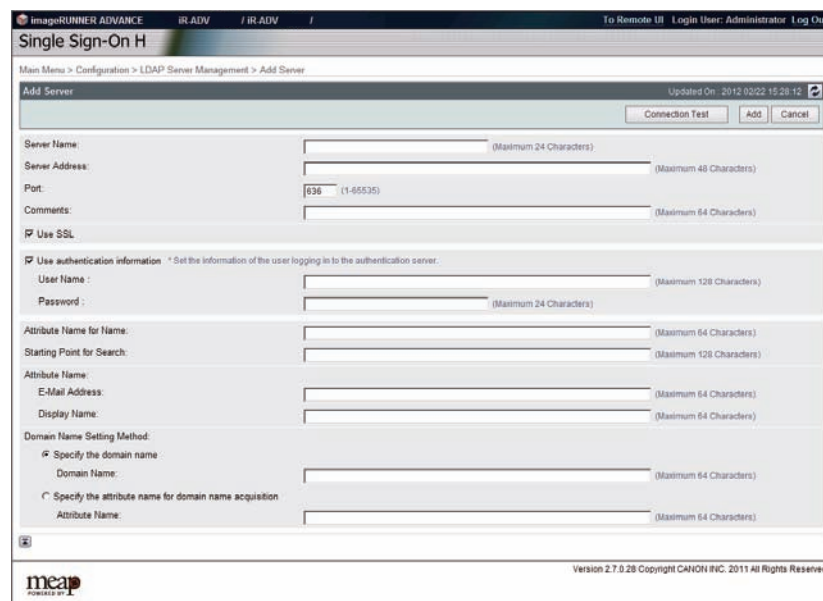 imageRUNNER ADVANCE iR-ADV / iR-ADV / To Remote UI Login User: Administrator Log Ou
Single Sign-On H
Main Menu > Configuration > LDAP Server Management > Add Server
Add Server Updated On : 2012 02/22 15:28:12
Connection Test Add Cancel
Server Name: (Maximum 24 Characters)
Server Address: (Maximum 48 Characters)
Port: 636 (1-65535)
Comments: (Maximum 64 Characters)
Use SSL
Use authentication information * Set the information of the user logging in to the authentication server.
User Name : (Maximum 128 Characters)
Password : (Maximum 24 Characters)
Attribute Name for Name: (Maximum 64 Characters)
Starting Point for Search: (Maximum 128 Characters)
Attribute Name:
E-Mail Address: (Maximum 64 Characters)
Display Name: (Maximum 64 Characters)
Domain Name Setting Method:
Specify the domain name
Domain Name: (Maximum 64 Characters)
Specify the attribute name for domain name acquisition
Attribute Name: (Maximum 64 Characters)
Version 2.7.0.28 Copyright CANON INC. 2011 All Rights Reserve
meap
POWERED BY